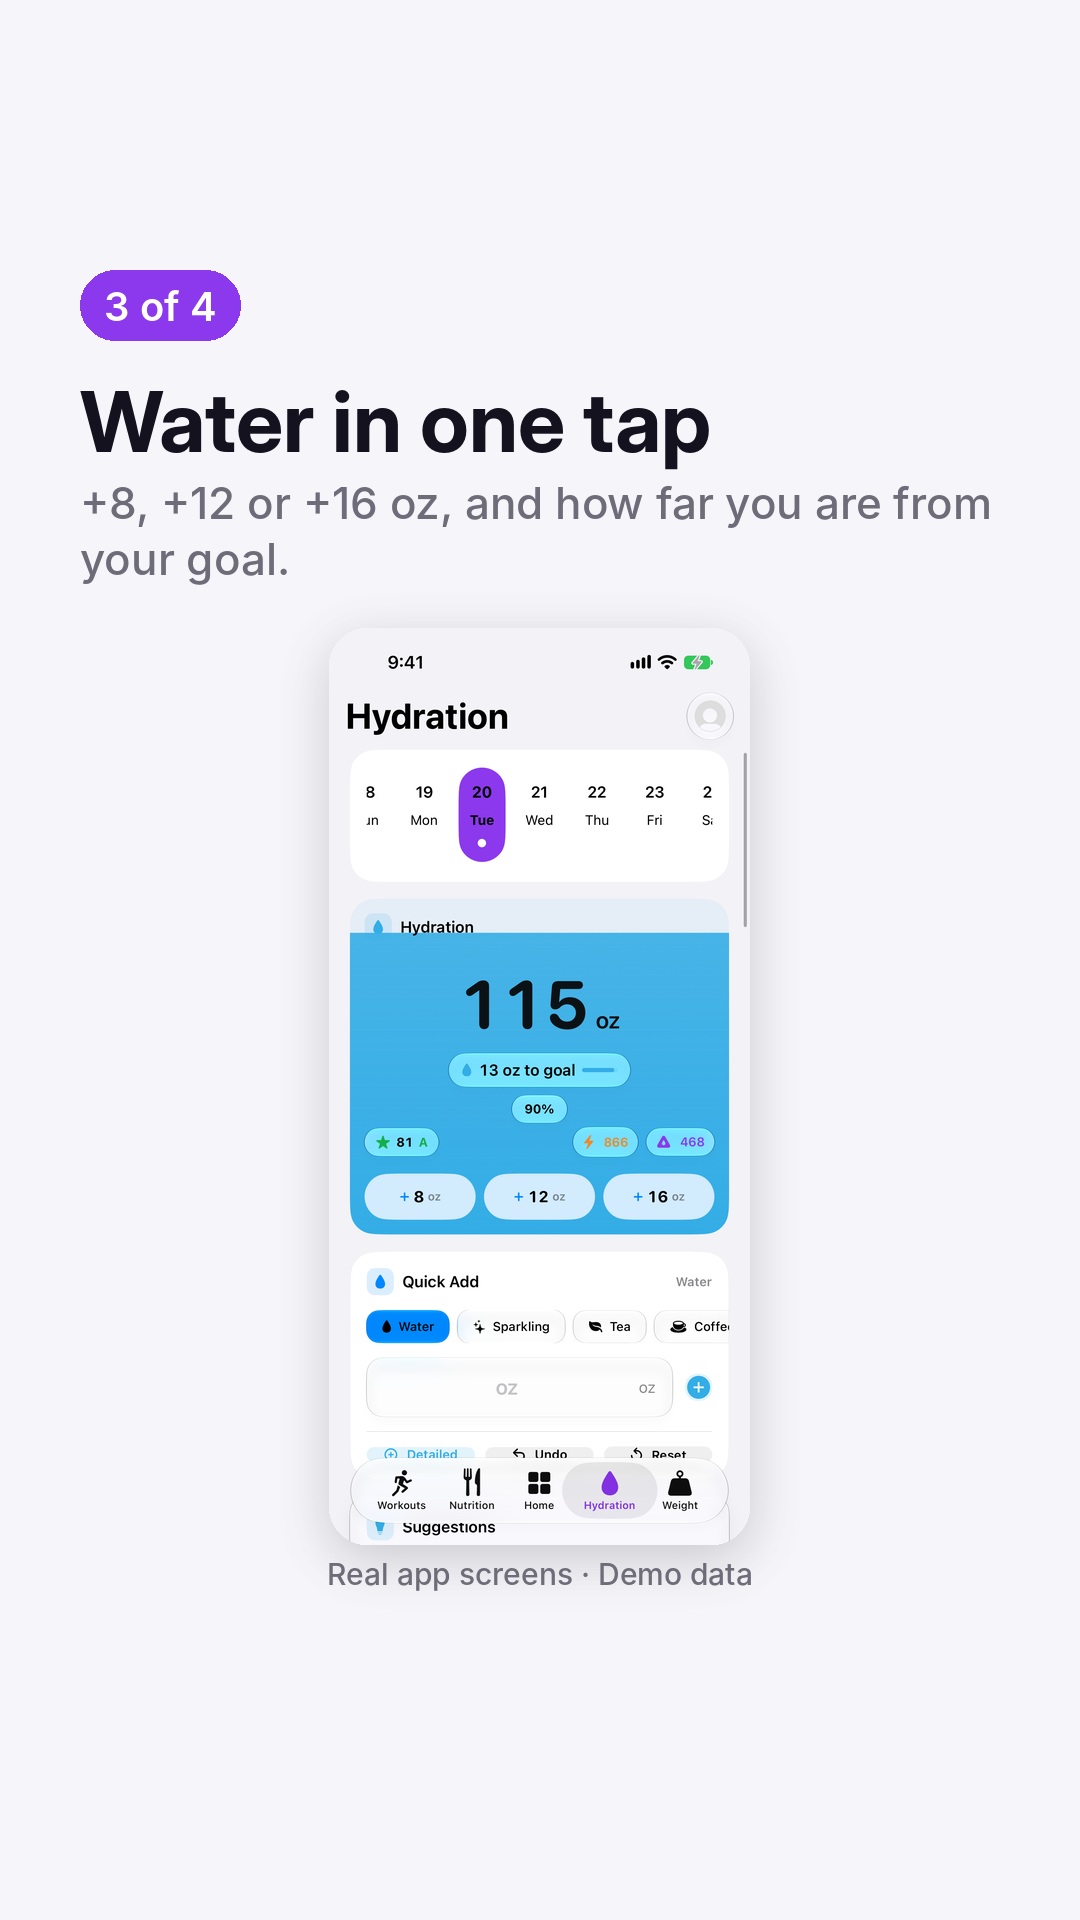 3 of 4
Water in one tap
+8, +12 or +16 oz, and how far you are from
your goal.
9:41
Hydration
8 19 20 21 22 23 2
un Mon Tue Wed Thu Fri Sa
Hydration
115 oz
13 oz to goal
90%
81 A 866 468
+ 8 oz + 12 oz + 16 oz
Quick Add Water
Water Sparkling Tea Coffee
oz oz
Detailed Undo Reset
Workouts Nutrition Home Hydration Weight
Suggestions
Real app screens · Demo data